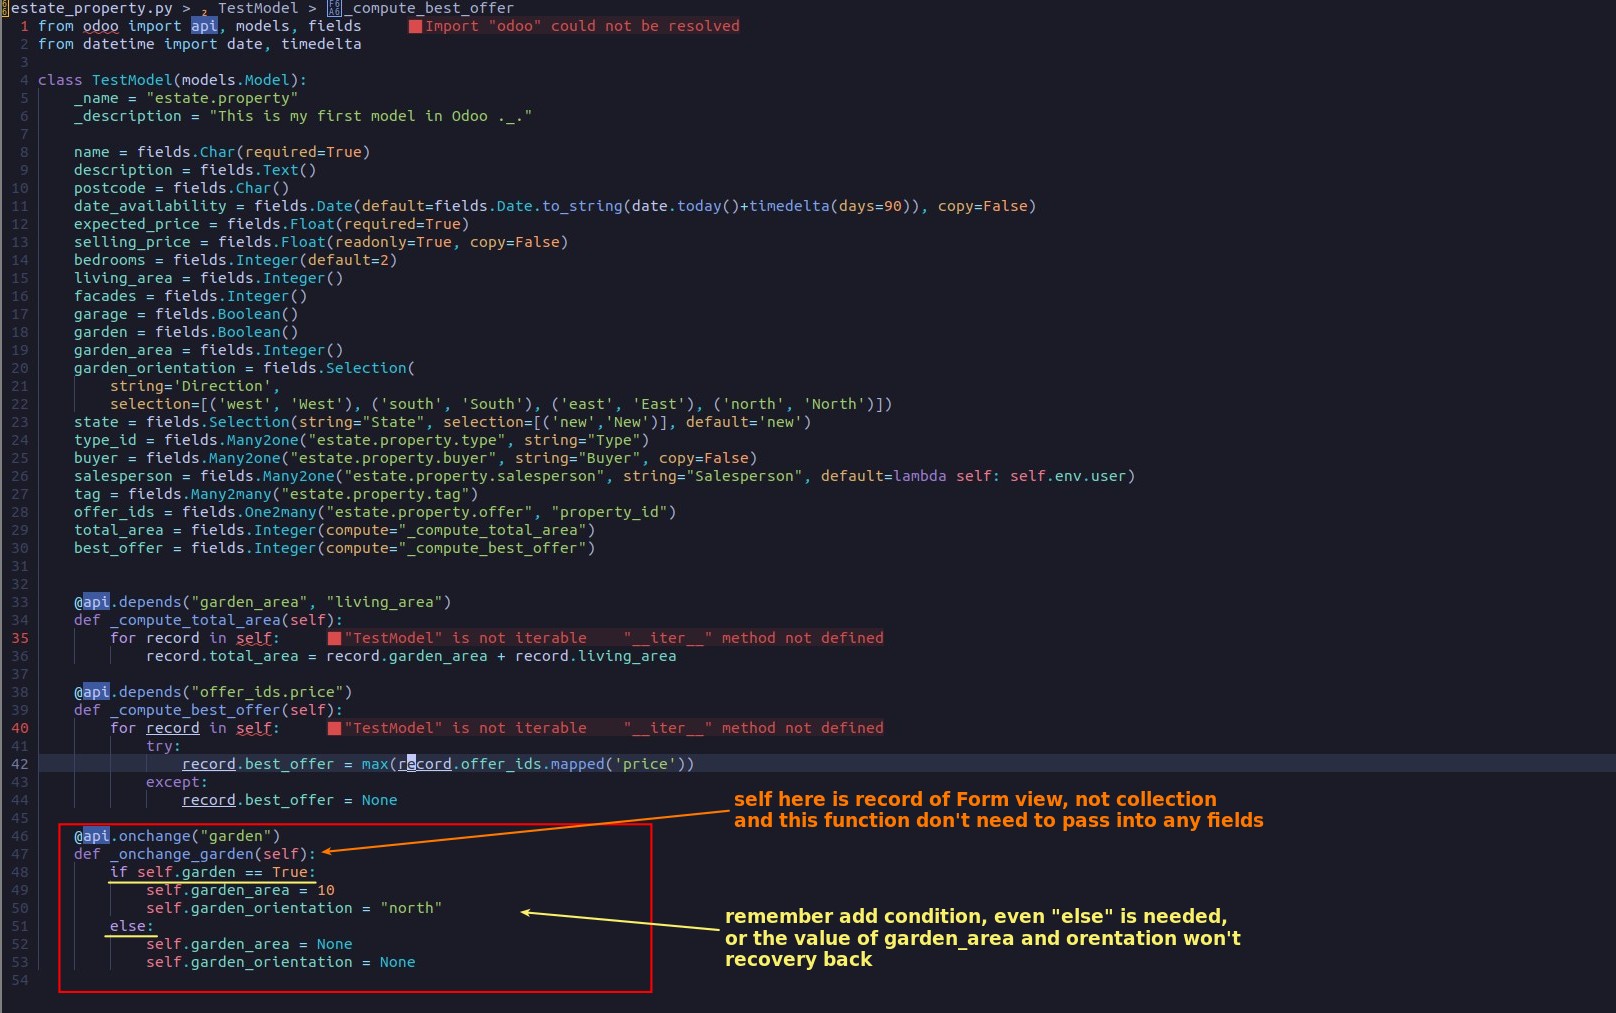 estate_property.py > TestModel > _compute_best_offer
1 from odoo import api, models, fields ■Import "odoo" could not be resolved
2 from datetime import date, timedelta
3
4 class TestModel(models.Model):
5     _name = "estate.property"
6     _description = "This is my first model in Odoo ._."
7
8     name = fields.Char(required=True)
9     description = fields.Text()
10     postcode = fields.Char()
11     date_availability = fields.Date(default=fields.Date.to_string(date.today()+timedelta(days=90)), copy=False)
12     expected_price = fields.Float(required=True)
13     selling_price = fields.Float(readonly=True, copy=False)
14     bedrooms = fields.Integer(default=2)
15     living_area = fields.Integer()
16     facades = fields.Integer()
17     garage = fields.Boolean()
18     garden = fields.Boolean()
19     garden_area = fields.Integer()
20     garden_orientation = fields.Selection(
21         string='Direction',
22         selection=[('west', 'West'), ('south', 'South'), ('east', 'East'), ('north', 'North')])
23     state = fields.Selection(string="State", selection=[('new','New')], default='new')
24     type_id = fields.Many2one("estate.property.type", string="Type")
25     buyer = fields.Many2one("estate.property.buyer", string="Buyer", copy=False)
26     salesperson = fields.Many2one("estate.property.salesperson", string="Salesperson", default=lambda self: self.env.user)
27     tag = fields.Many2many("estate.property.tag")
28     offer_ids = fields.One2many("estate.property.offer", "property_id")
29     total_area = fields.Integer(compute="_compute_total_area")
30     best_offer = fields.Integer(compute="_compute_best_offer")
31
32
33     @api.depends("garden_area", "living_area")
34     def _compute_total_area(self):
35         for record in self: ■"TestModel" is not iterable    "__iter__" method not defined
36             record.total_area = record.garden_area + record.living_area
37
38     @api.depends("offer_ids.price")
39     def _compute_best_offer(self):
40         for record in self: ■"TestModel" is not iterable    "__iter__" method not defined
41             try:
42                 record.best_offer = max(record.offer_ids.mapped('price'))
43             except:
44                 record.best_offer = None
self here is record of Form view, not collection
and this function don't need to pass into any fields
45
46     @api.onchange("garden")
47     def _onchange_garden(self):
48         if self.garden == True:
49             self.garden_area = 10
50             self.garden_orientation = "north"
51         else:
52             self.garden_area = None
53             self.garden_orientation = None
54
remember add condition, even "else" is needed,
or the value of garden_area and orentation won't
recovery back